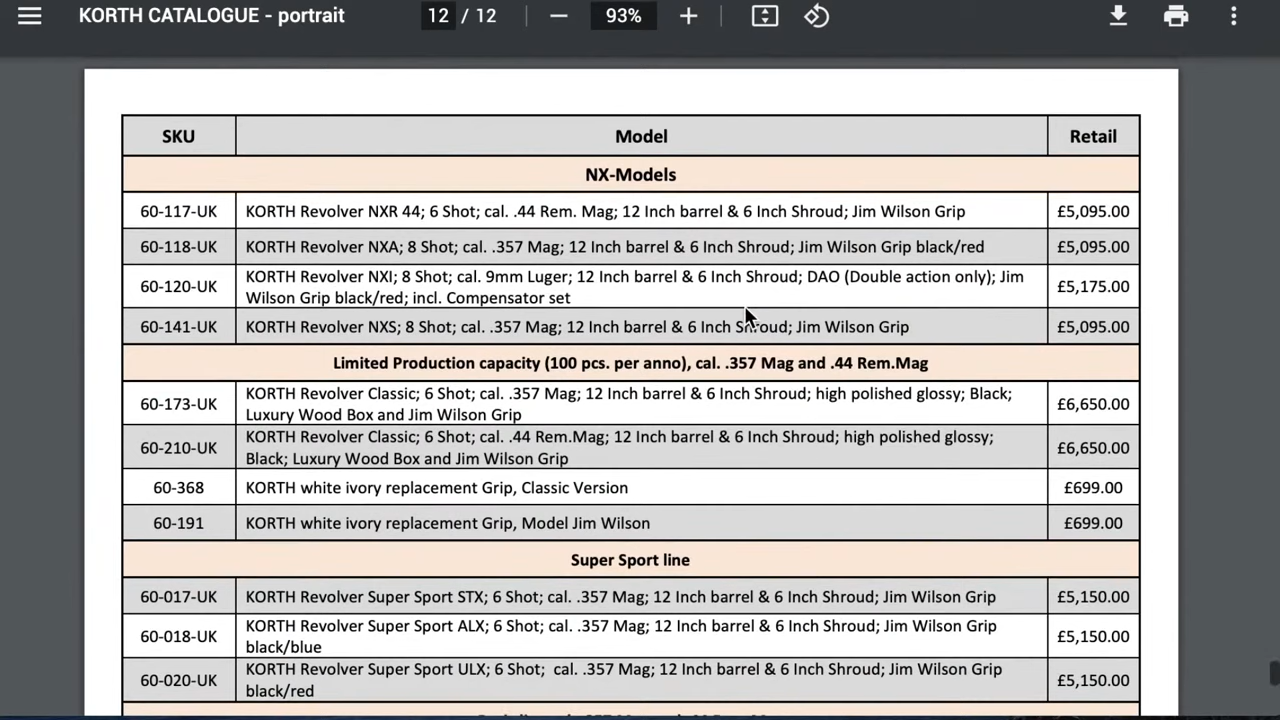 KORTH CATALOGUE - portrait
12 / 12
93%
SKU Model Retail
NX-Models
60-117-UK KORTH Revolver NXR 44; 6 Shot; cal. .44 Rem. Mag; 12 Inch barrel & 6 Inch Shroud; Jim Wilson Grip £5,095.00
60-118-UK KORTH Revolver NXA; 8 Shot; cal. .357 Mag; 12 Inch barrel & 6 Inch Shroud; Jim Wilson Grip black/red £5,095.00
60-120-UK KORTH Revolver NXI; 8 Shot; cal. 9mm Luger; 12 Inch barrel & 6 Inch Shroud; DAO (Double action only); Jim
Wilson Grip black/red; incl. Compensator set £5,175.00
60-141-UK KORTH Revolver NXS; 8 Shot; cal. .357 Mag; 12 Inch barrel & 6 Inch Shroud; Jim Wilson Grip £5,095.00
Limited Production capacity (100 pcs. per anno), cal. .357 Mag and .44 Rem.Mag
60-173-UK KORTH Revolver Classic; 6 Shot; cal. .357 Mag; 12 Inch barrel & 6 Inch Shroud; high polished glossy; Black;
Luxury Wood Box and Jim Wilson Grip £6,650.00
60-210-UK KORTH Revolver Classic; 6 Shot; cal. .44 Rem.Mag; 12 Inch barrel & 6 Inch Shroud; high polished glossy;
Black; Luxury Wood Box and Jim Wilson Grip £6,650.00
60-368 KORTH white ivory replacement Grip, Classic Version £699.00
60-191 KORTH white ivory replacement Grip, Model Jim Wilson £699.00
Super Sport line
60-017-UK KORTH Revolver Super Sport STX; 6 Shot; cal. .357 Mag; 12 Inch barrel & 6 Inch Shroud; Jim Wilson Grip £5,150.00
60-018-UK KORTH Revolver Super Sport ALX; 6 Shot; cal. .357 Mag; 12 Inch barrel & 6 Inch Shroud; Jim Wilson Grip
black/blue £5,150.00
60-020-UK KORTH Revolver Super Sport ULX; 6 Shot; cal. .357 Mag; 12 Inch barrel & 6 Inch Shroud; Jim Wilson Grip
black/red £5,150.00